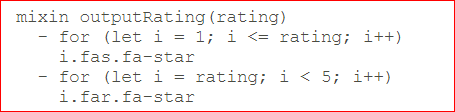 mixin outputRating(rating)
  - for (let i = 1; i <= rating; i++)
    i.fas.fa-star
  - for (let i = rating; i < 5; i++)
    i.far.fa-star